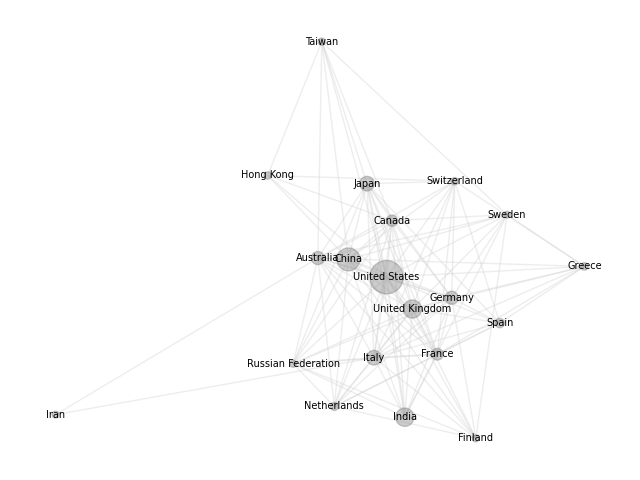 Taiwan
Hong Kong
Japan
Switzerland
Canada
Sweden
Australia
China
Greece
United States
Germany
United Kingdom
Spain
Russian Federation
Italy
France
Netherlands
Iran
India
Finland